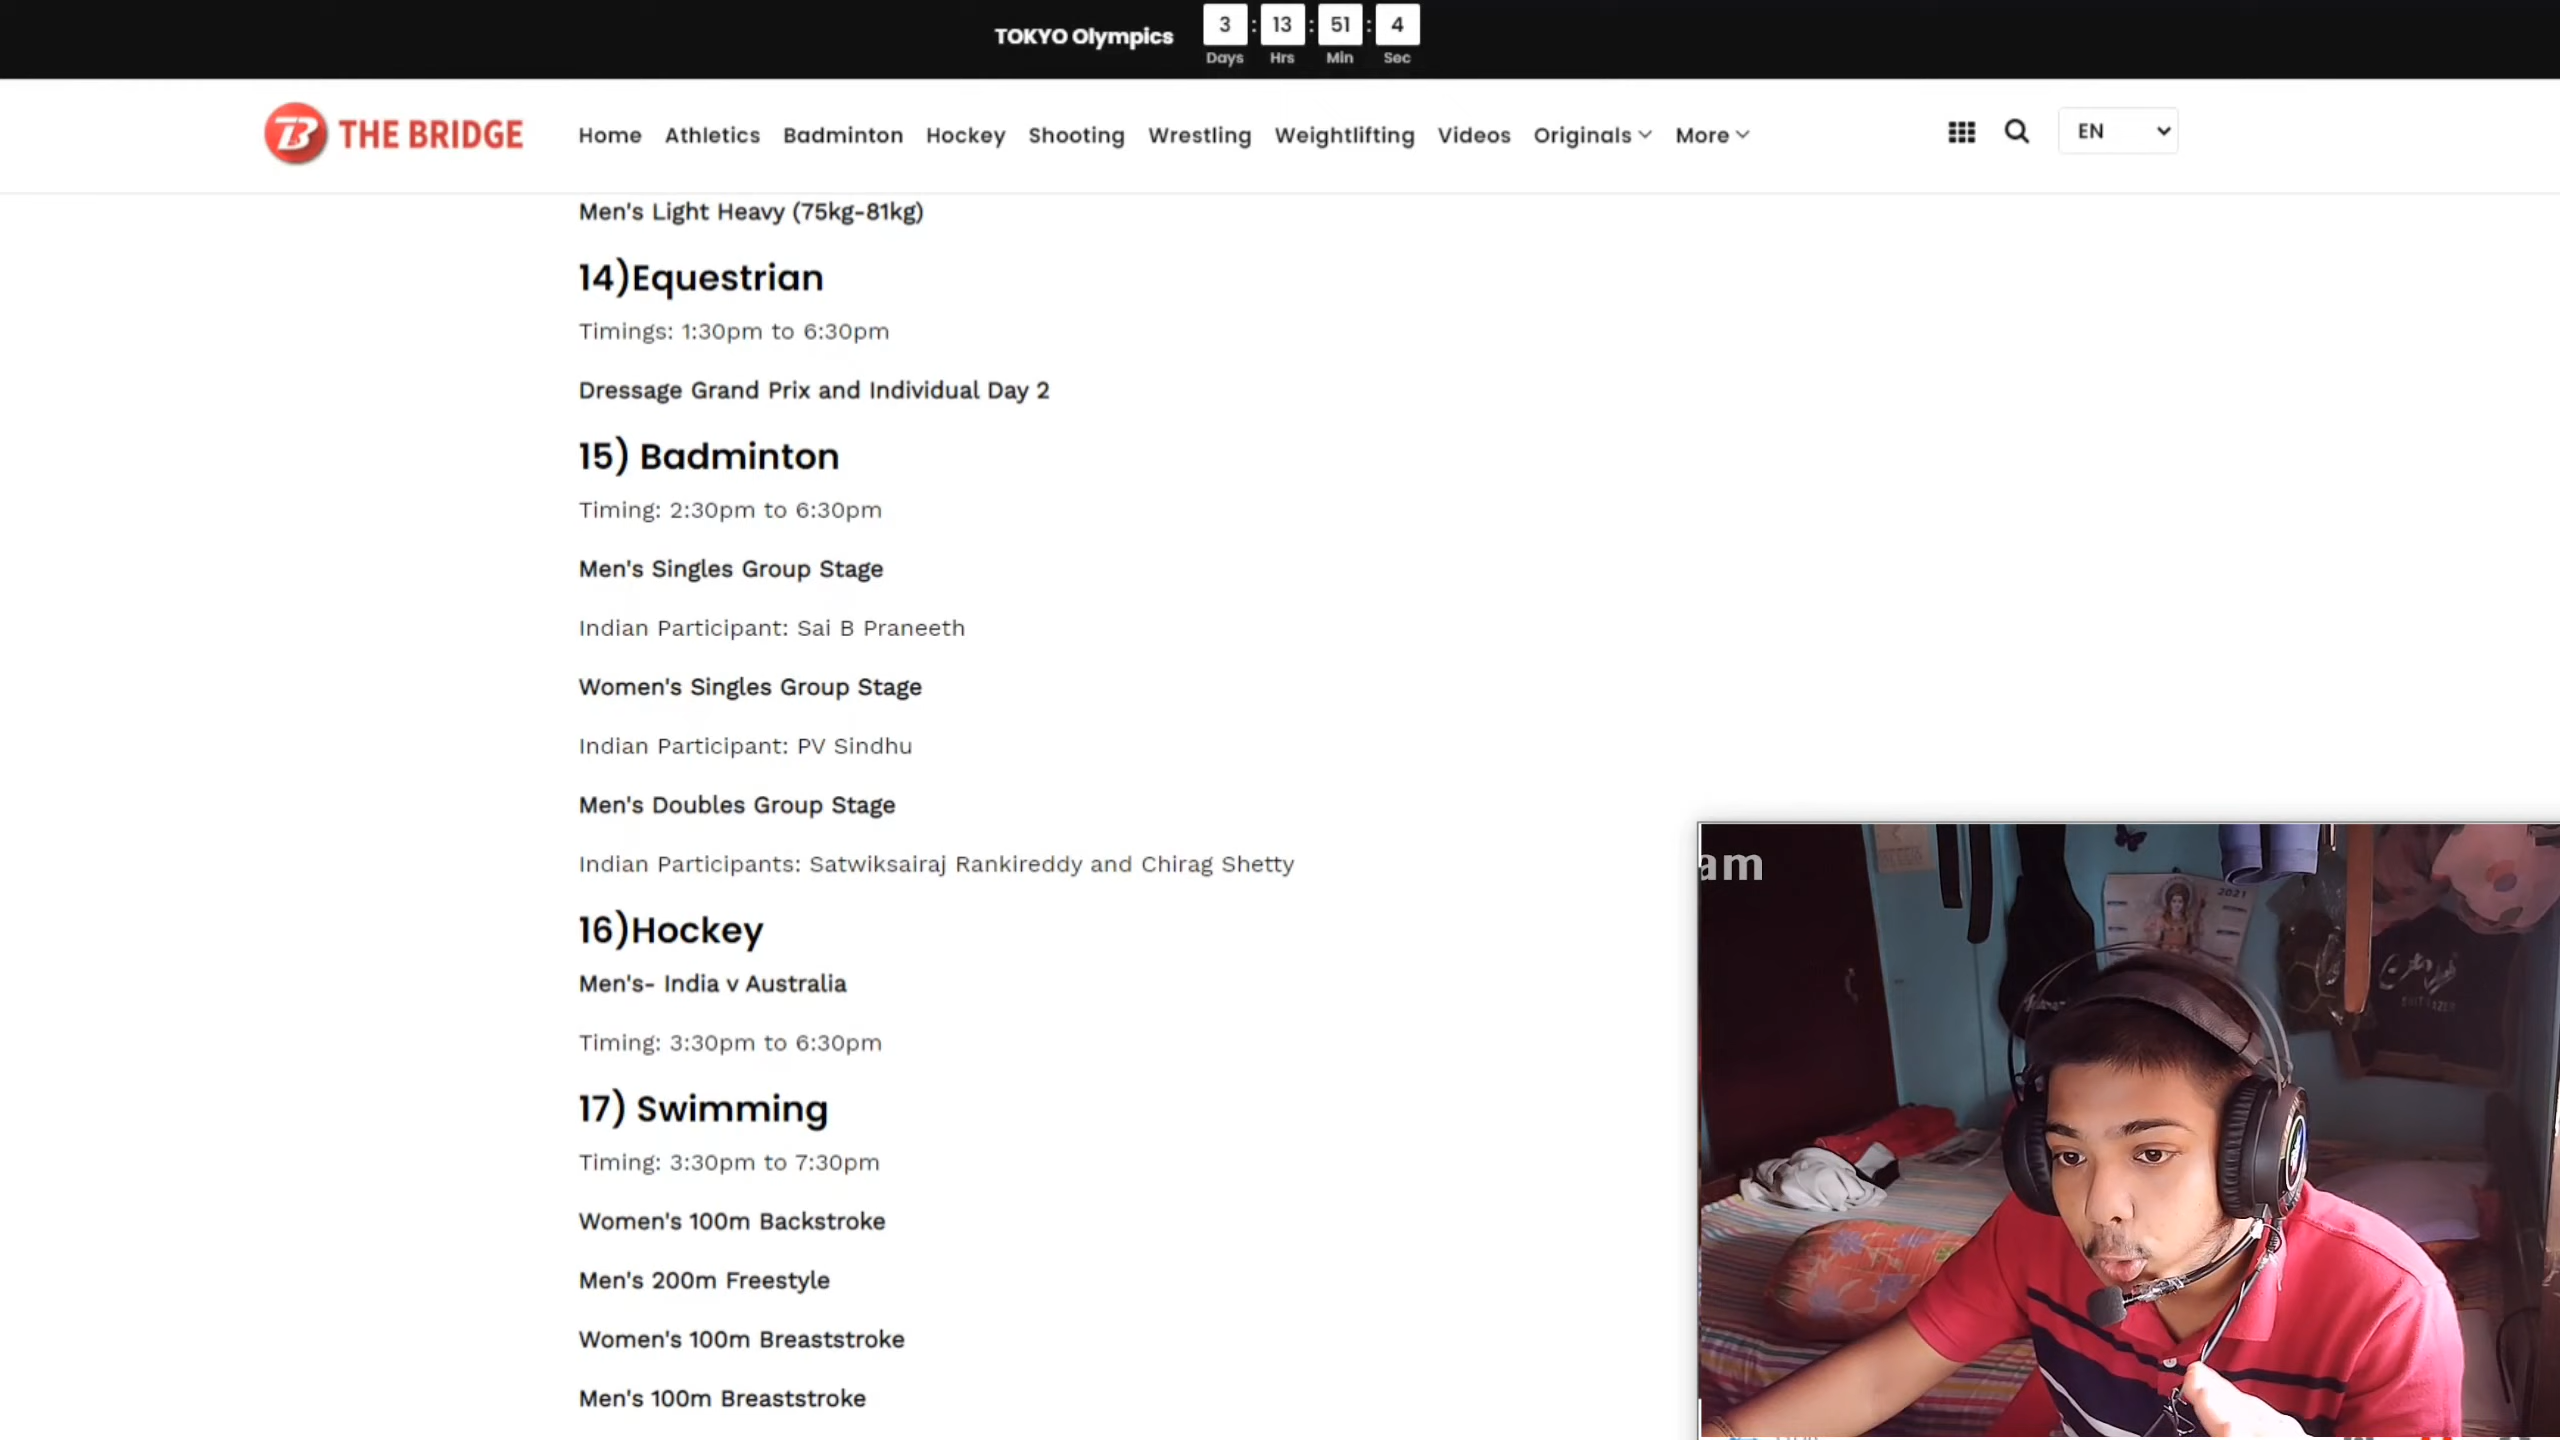 TOKYO Olympics 3 : 13 : 51 : 4
Days Hrs Min Sec
THE BRIDGE Home Athletics Badminton Hockey Shooting Wrestling Weightlifting Videos Originals More EN
Men's Light Heavy (75kg-81kg)
14)Equestrian
Timings: 1:30pm to 6:30pm
Dressage Grand Prix and Individual Day 2
15) Badminton
Timing: 2:30pm to 6:30pm
Men's Singles Group Stage
Indian Participant: Sai B Praneeth
Women's Singles Group Stage
Indian Participant: PV Sindhu
Men's Doubles Group Stage
Indian Participants: Satwiksairaj Rankireddy and Chirag Shetty
16)Hockey
Men's- India v Australia
Timing: 3:30pm to 6:30pm
17) Swimming
Timing: 3:30pm to 7:30pm
Women's 100m Backstroke
Men's 200m Freestyle
Women's 100m Breaststroke
Men's 100m Breaststroke
am
2021